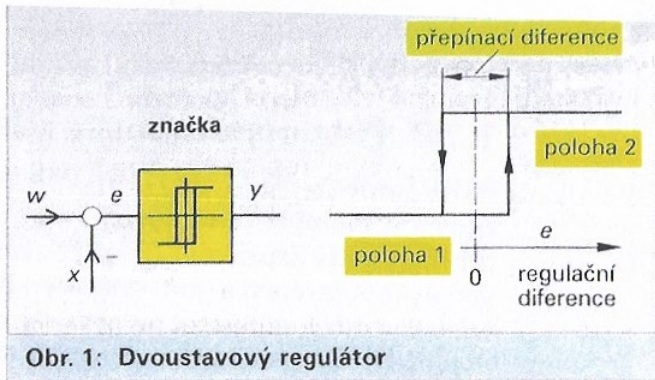 přepínací diference
značka
poloha 2
w
e
y
x
–
poloha 1
e
0
regulační
diference
Obr. 1: Dvoustavový regulátor